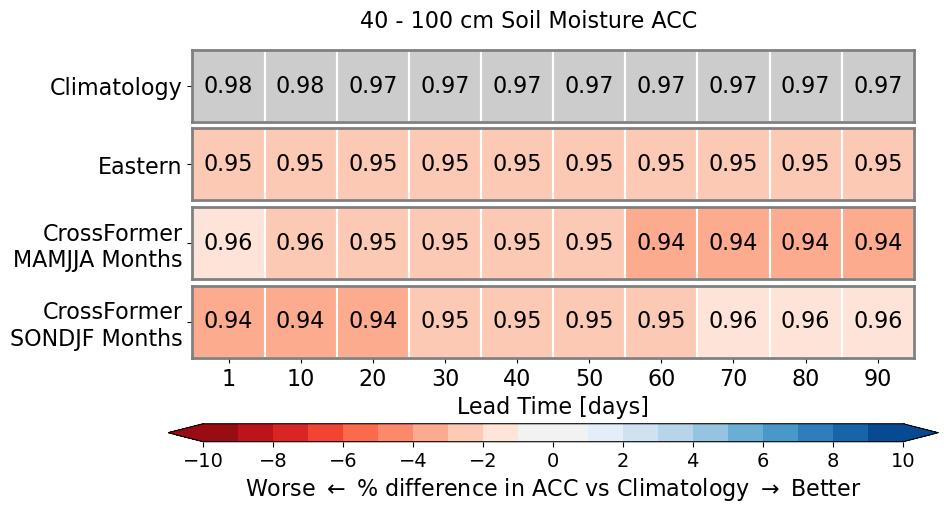 40 - 100 cm Soil Moisture ACC
Climatology 0.98 0.98 0.97 0.97 0.97 0.97 0.97 0.97 0.97 0.97
Eastern 0.95 0.95 0.95 0.95 0.95 0.95 0.95 0.95 0.95 0.95
CrossFormer
MAMJJA Months 0.96 0.96 0.95 0.95 0.95 0.95 0.94 0.94 0.94 0.94
CrossFormer
SONDJF Months 0.94 0.94 0.94 0.95 0.95 0.95 0.95 0.96 0.96 0.96
1 10 20 30 40 50 60 70 80 90
Lead Time [days]
−10 −8 −6 −4 −2 0 2 4 6 8 10
Worse ← % difference in ACC vs Climatology → Better